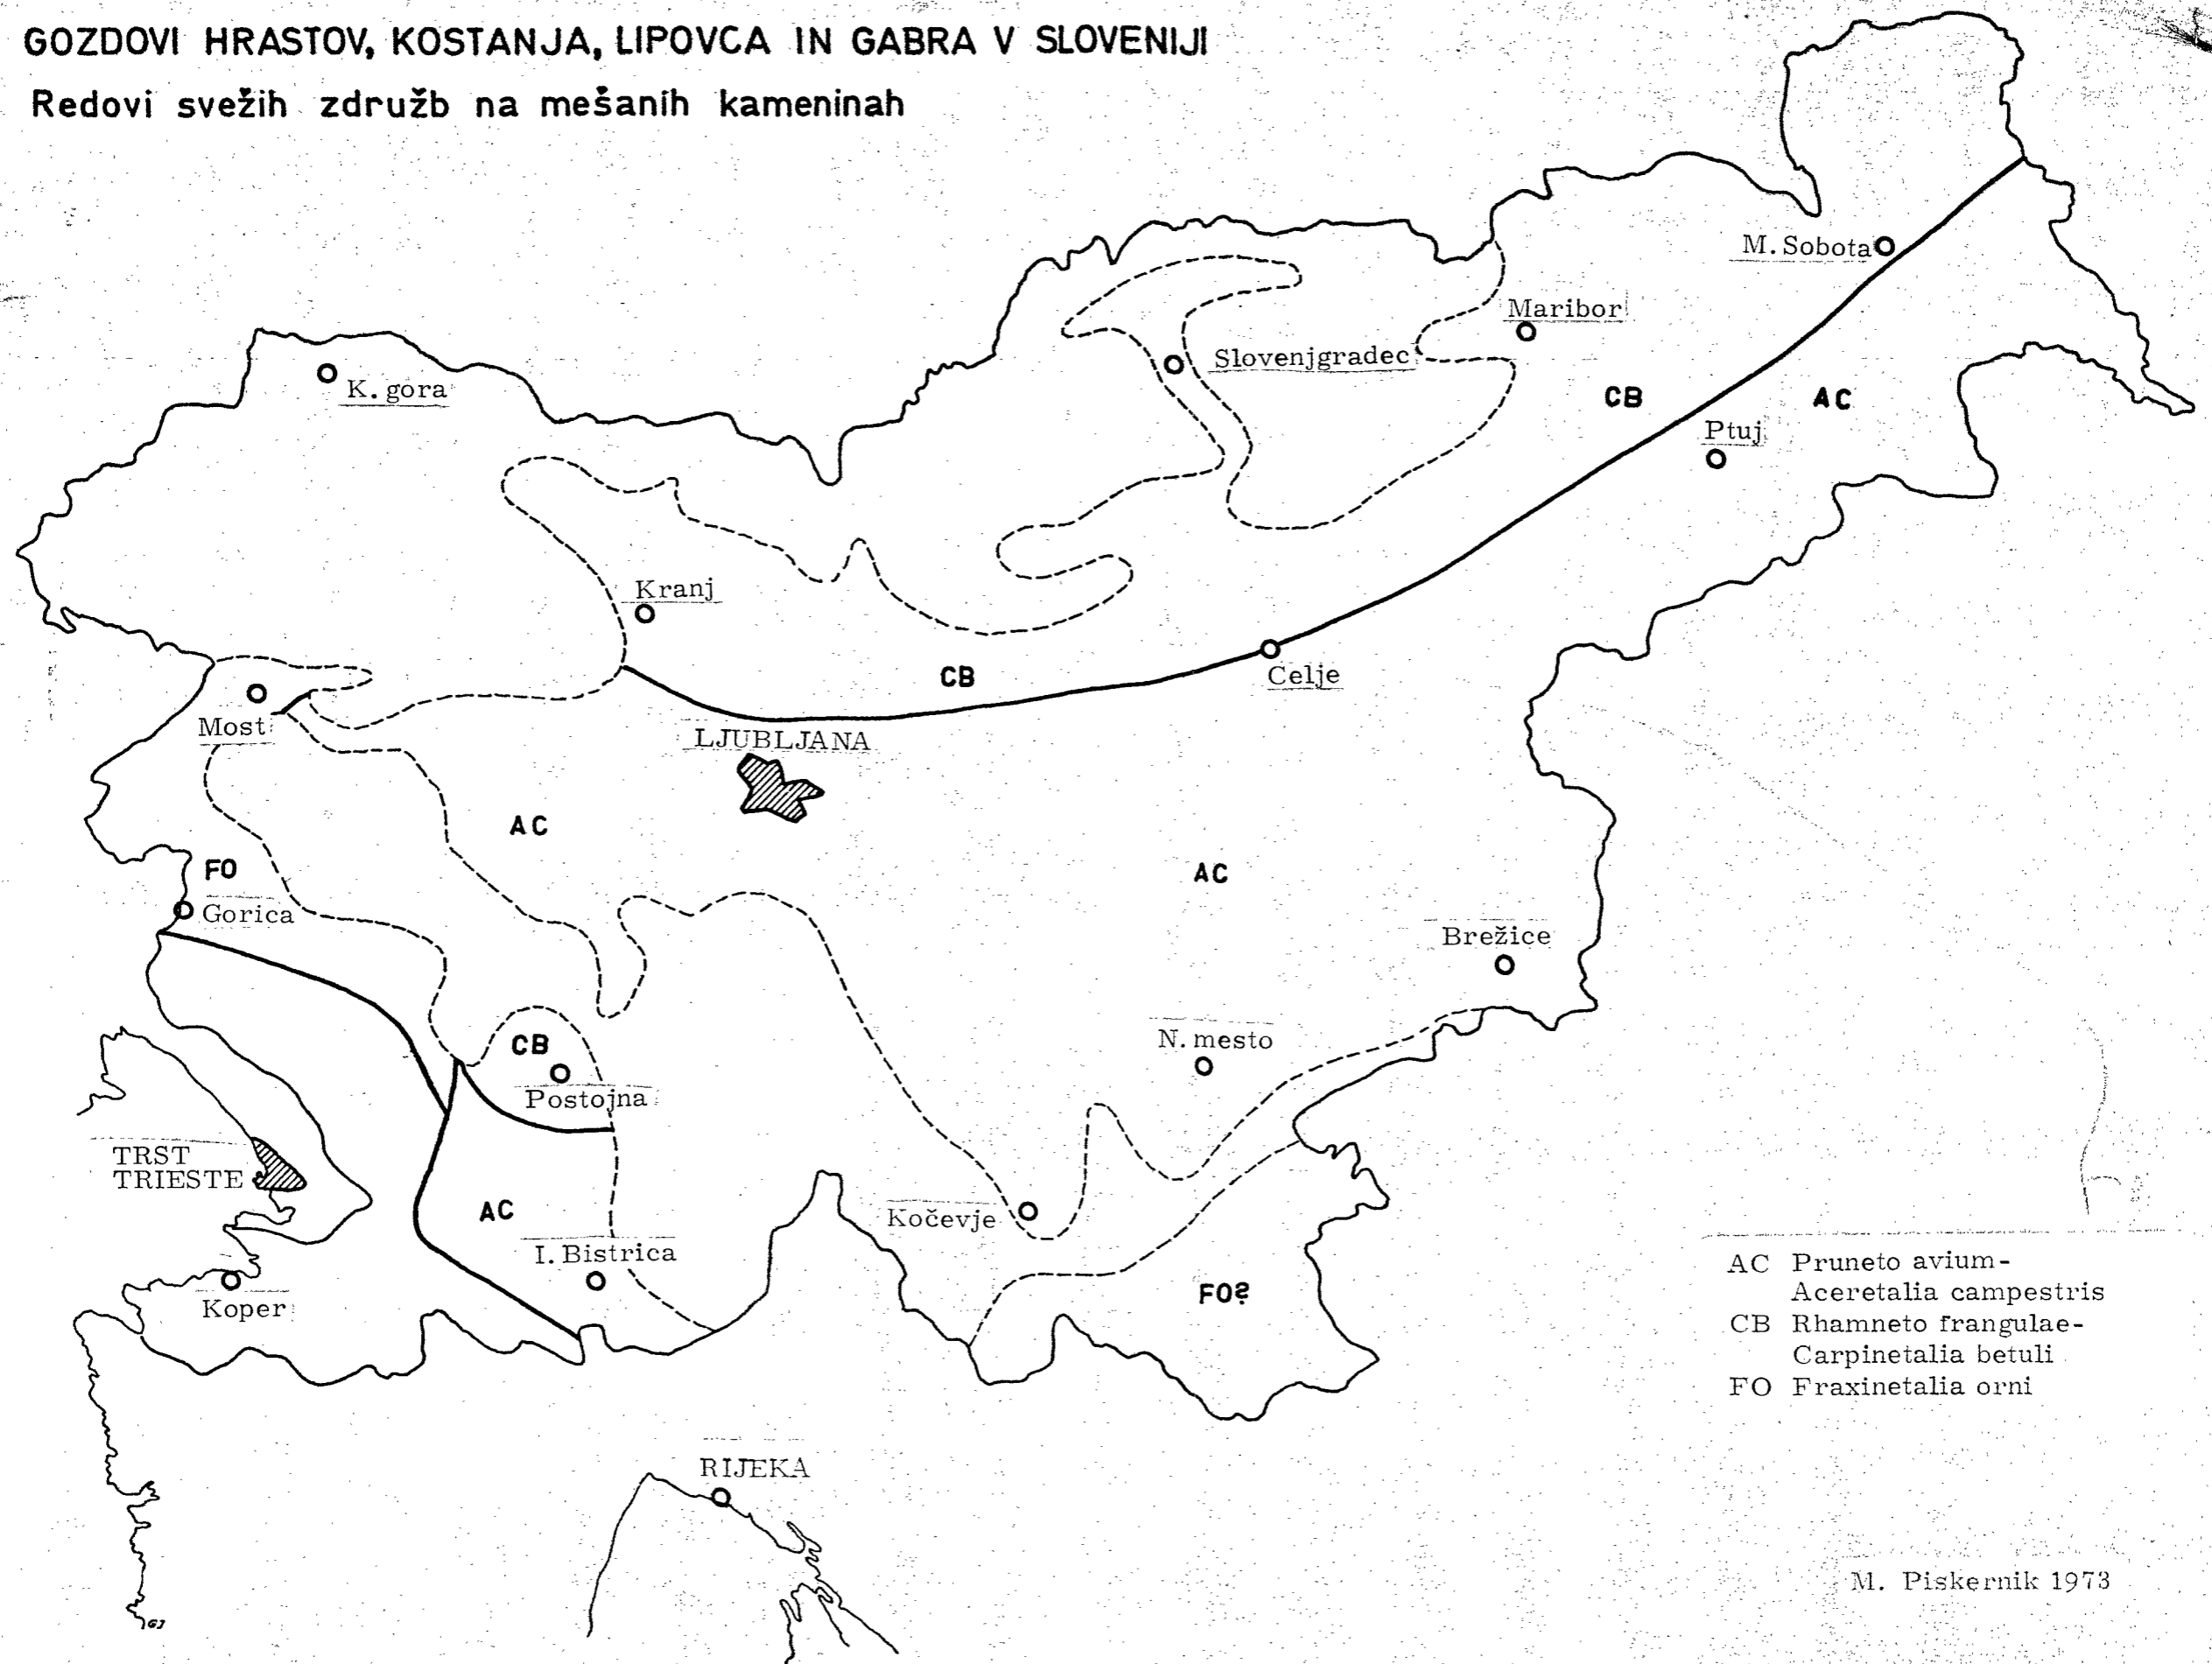 GOZDOVI HRASTOV, KOSTANJA, LIPOVCA IN GABRA V SLOVENIJI
Redovi svežih združb na mešanih kameninah
M. Sobota
Maribor
Slovenjgradec
K. gora
CB
AC
Ptuj
Kranj
CB
Celje
Most
LJUBLJANA
AC
FO
AC
Gorica
Brežice
CB
N. mesto
Postojna
TRST
TRIESTE
AC
Kočevje
I. Bistrica
Koper
FO?
AC Pruneto avium-
Aceretalia campestris
CB Rhamneto frangulae-
Carpinetalia betuli
FO Fraxinetalia orni
RIJEKA
M. Piskernik 1973
GJ